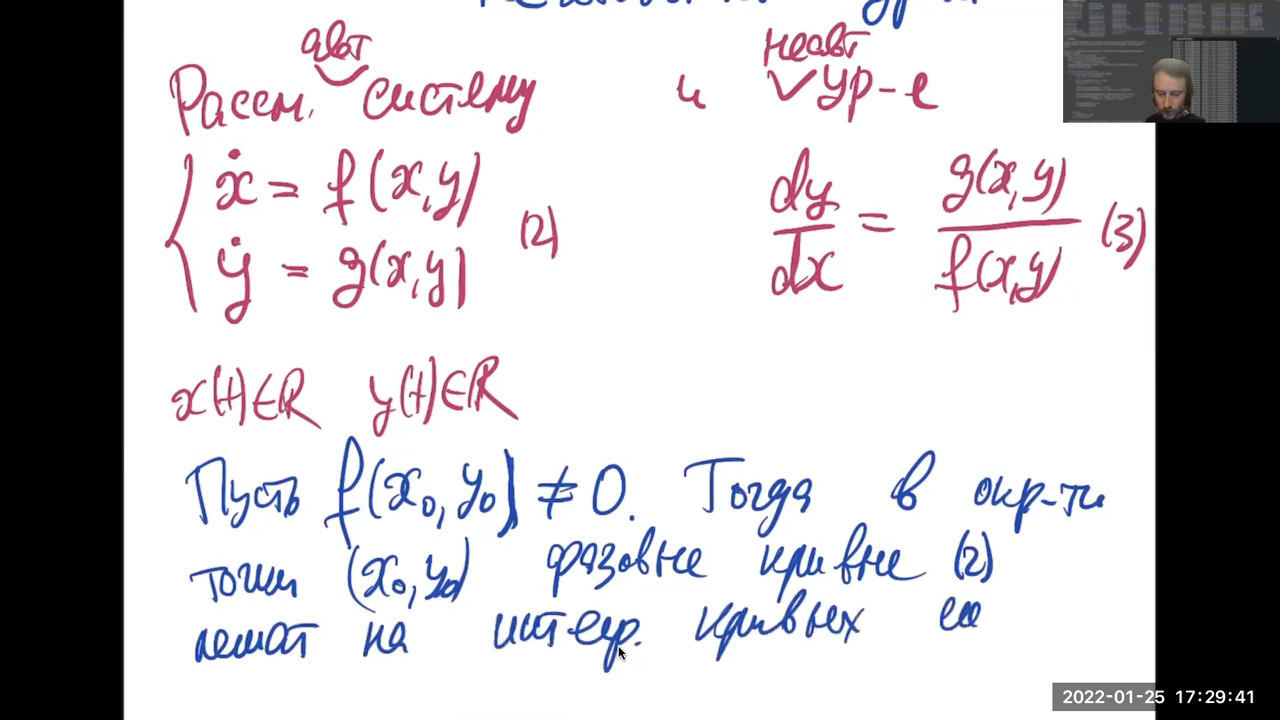 авт
неавт
Рассм. систему и ур-е
ẋ = f(x,y)
ẏ = g(x,y) (2)
dy/dx = g(x,y)/f(x,y) (3)
x(t)∈R y(t)∈R
Пусть f(x₀,y₀) ≠ 0. Тогда в окр-ти
точки (x₀,y₀) фазовые кривые (2)
лежат на интегр. кривых
2022-01-25 17:29:41